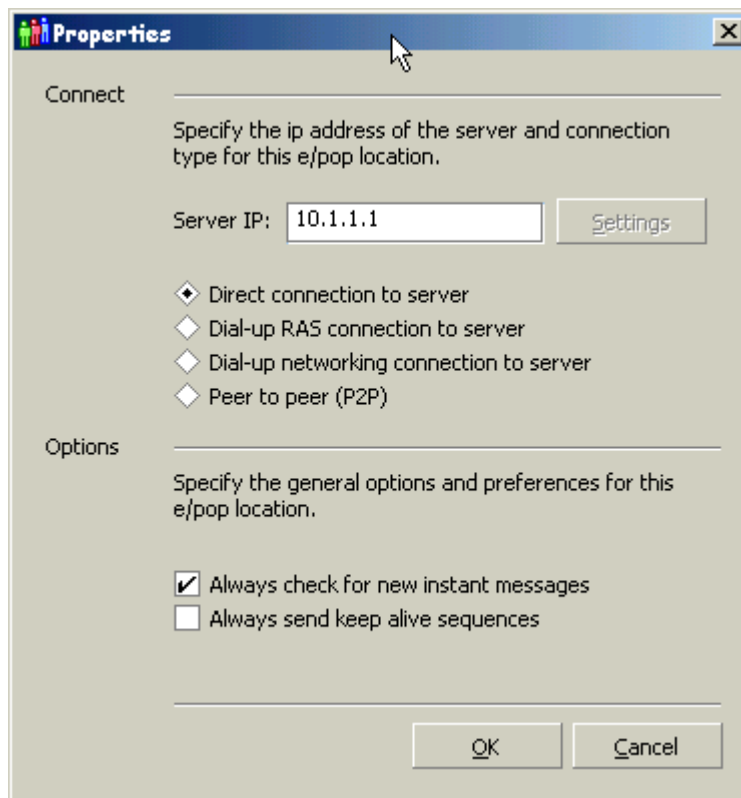 Properties
Connect
Specify the ip address of the server and connection
type for this e/pop location.
Server IP: 10.1.1.1 Settings
Direct connection to server
Dial-up RAS connection to server
Dial-up networking connection to server
Peer to peer (P2P)
Options
Specify the general options and preferences for this
e/pop location.
Always check for new instant messages
Always send keep alive sequences
OK Cancel